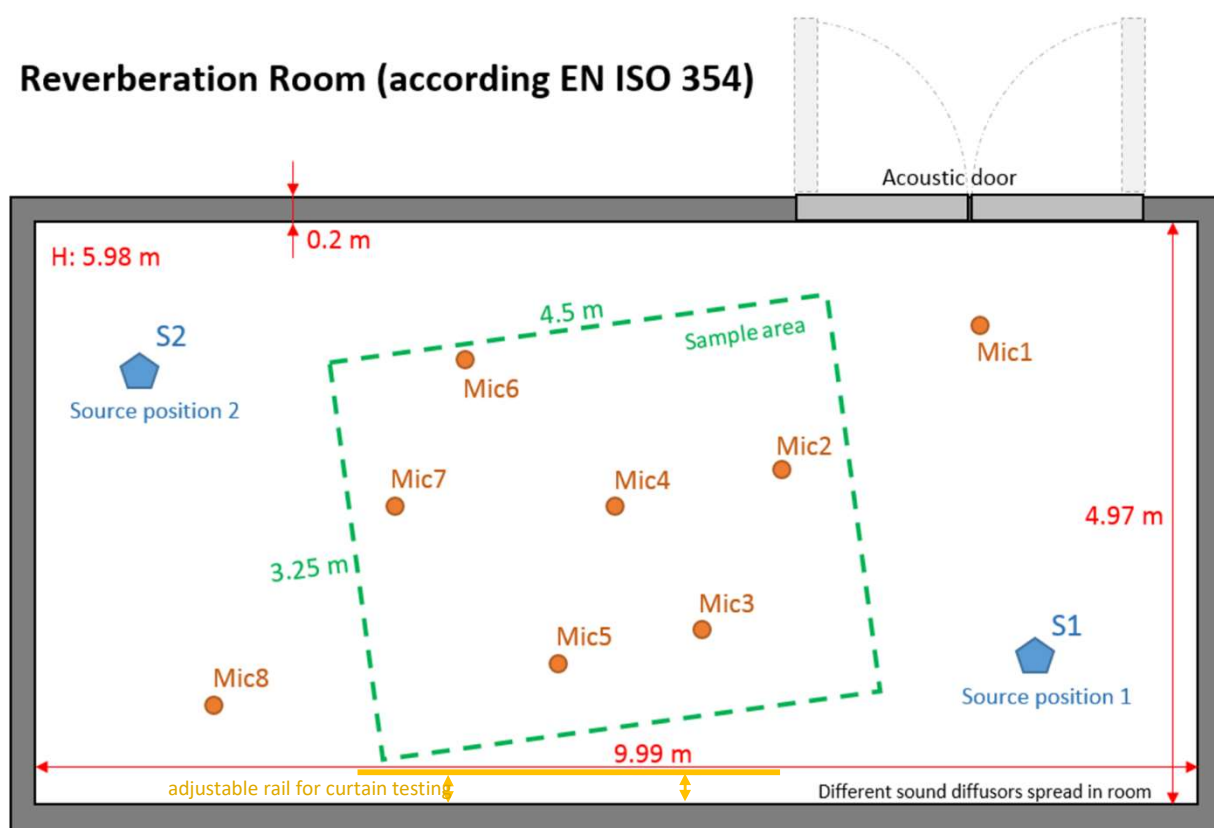 Reverberation Room (according EN ISO 354)
Acoustic door
0.2 m
H: 5.98 m
4.5 m
Sample area
S2
Source position 2
Mic1
Mic6
Mic2
Mic7
Mic4
4.97 m
3.25 m
Mic3
S1
Mic5
Mic8
Source position 1
9.99 m
adjustable rail for curtain testing
Different sound diffusors spread in room